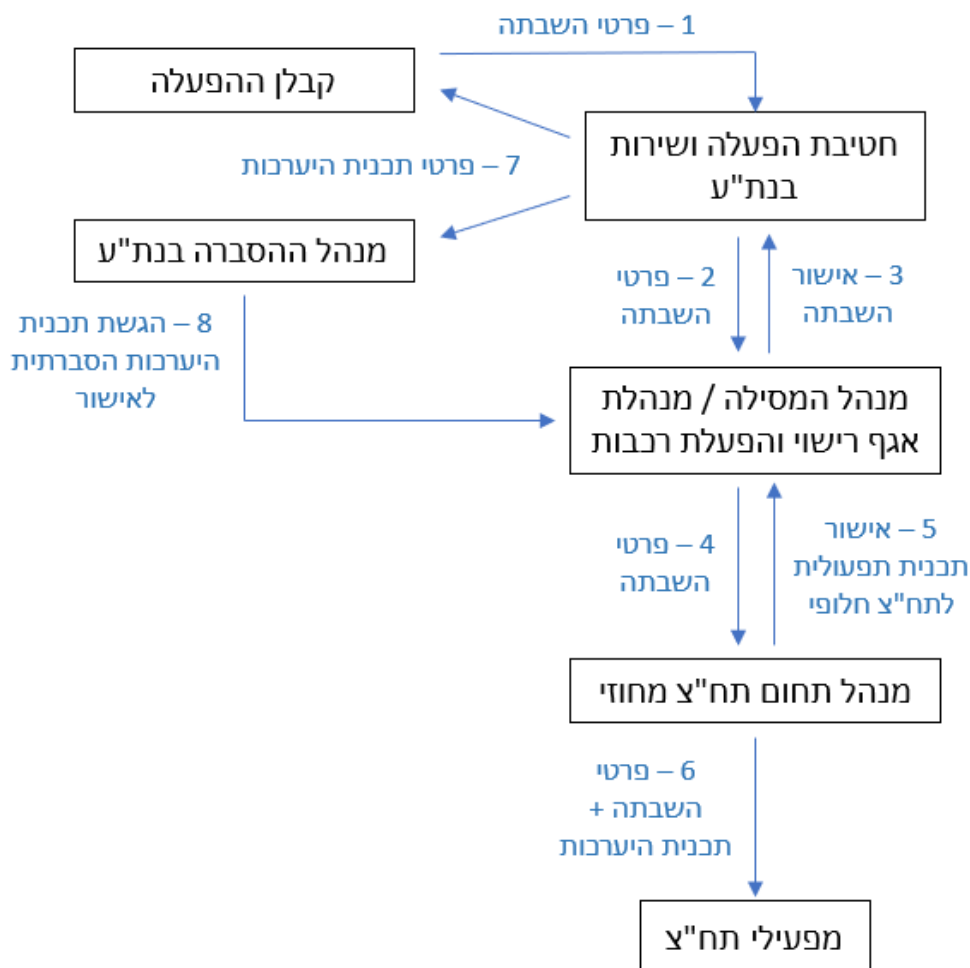 1 – פרטי השבתה
קבלן ההפעלה
חטיבת הפעלה ושירות
בנת"ע
7 – פרטי תכנית היערכות
מנהל ההסברה בנת"ע
2 – פרטי
השבתה
3 – אישור
השבתה
8 – הגשת תכנית
היערכות הסברתית
לאישור
מנהל המסילה / מנהלת
אגף רישוי והפעלת רכבות
4 – פרטי
השבתה
5 – אישור
תכנית תפעולית
לתח"צ חלופי
מנהל תחום תח"צ מחוזי
6 – פרטי
השבתה +
תכנית היערכות
מפעילי תח"צ